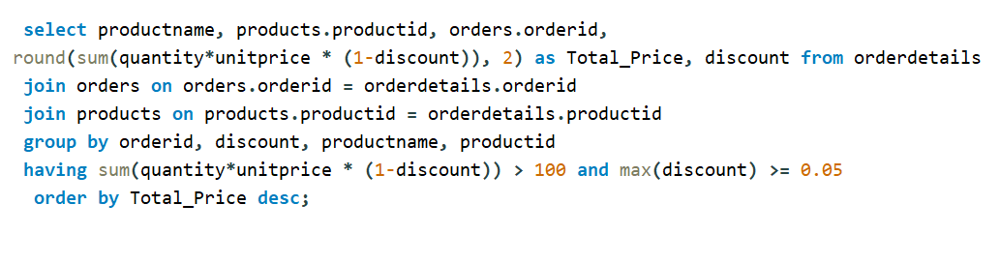 select productname, products.productid, orders.orderid,
round(sum(quantity*unitprice * (1-discount)), 2) as Total_Price, discount from orderdetails
join orders on orders.orderid = orderdetails.orderid
join products on products.productid = orderdetails.productid
group by orderid, discount, productname, productid
having sum(quantity*unitprice * (1-discount)) > 100 and max(discount) >= 0.05
order by Total_Price desc;